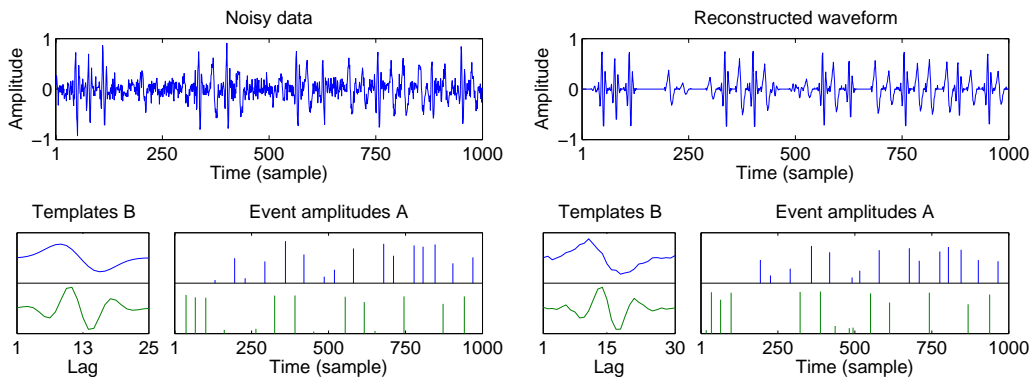 Noisy data
Amplitude
1
0
−1
1 250 500 750 1000
Time (sample)
Reconstructed waveform
Amplitude
1
0
−1
1 250 500 750 1000
Time (sample)
Templates B
1 13 25
Lag
Event amplitudes A
1 250 500 750 1000
Time (sample)
Templates B
1 15 30
Lag
Event amplitudes A
1 250 500 750 1000
Time (sample)